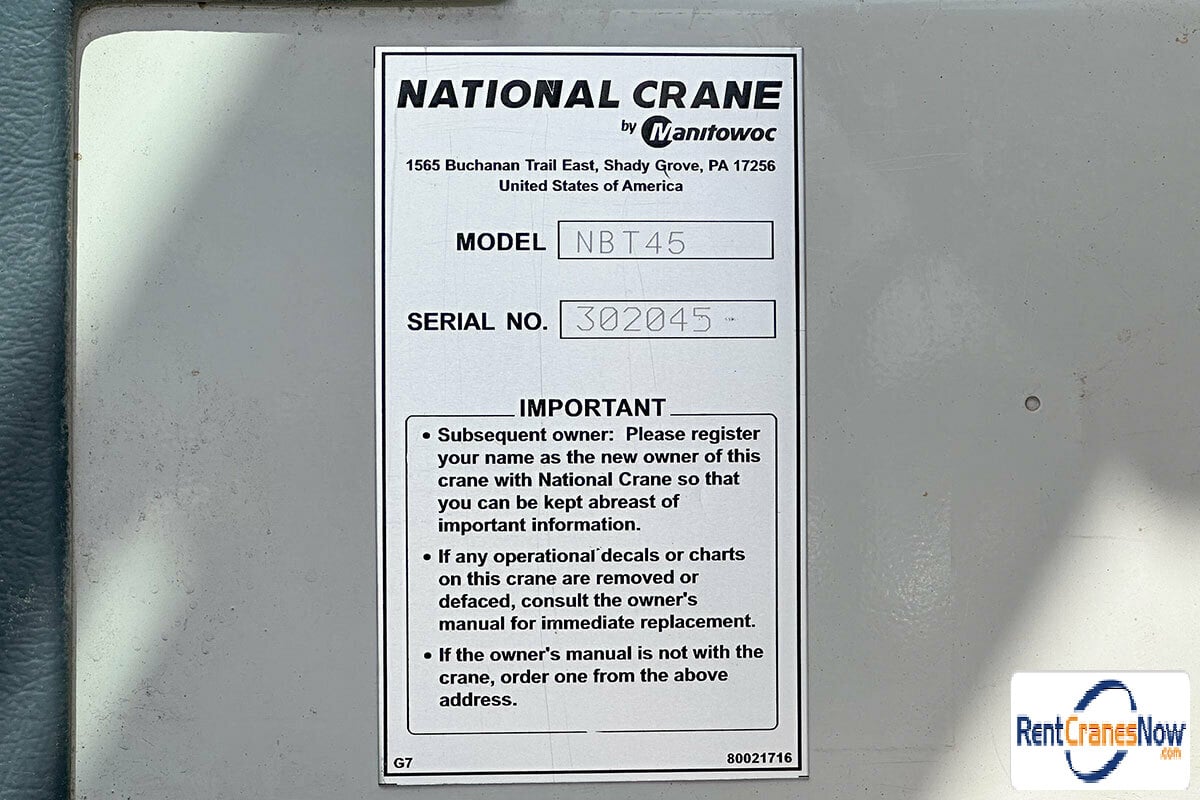 NATIONAL CRANE
by Manitowoc
1565 Buchanan Trail East, Shady Grove, PA 17256
United States of America
MODEL NBT45
SERIAL NO. 302045
IMPORTANT
• Subsequent owner: Please register
your name as the new owner of this
crane with National Crane so that
you can be kept abreast of
important information.
• If any operational decals or charts
on this crane are removed or
defaced, consult the owner's
manual for immediate replacement.
• If the owner's manual is not with the
crane, order one from the above
address.
G7 80021716
RentCranesNow
.com